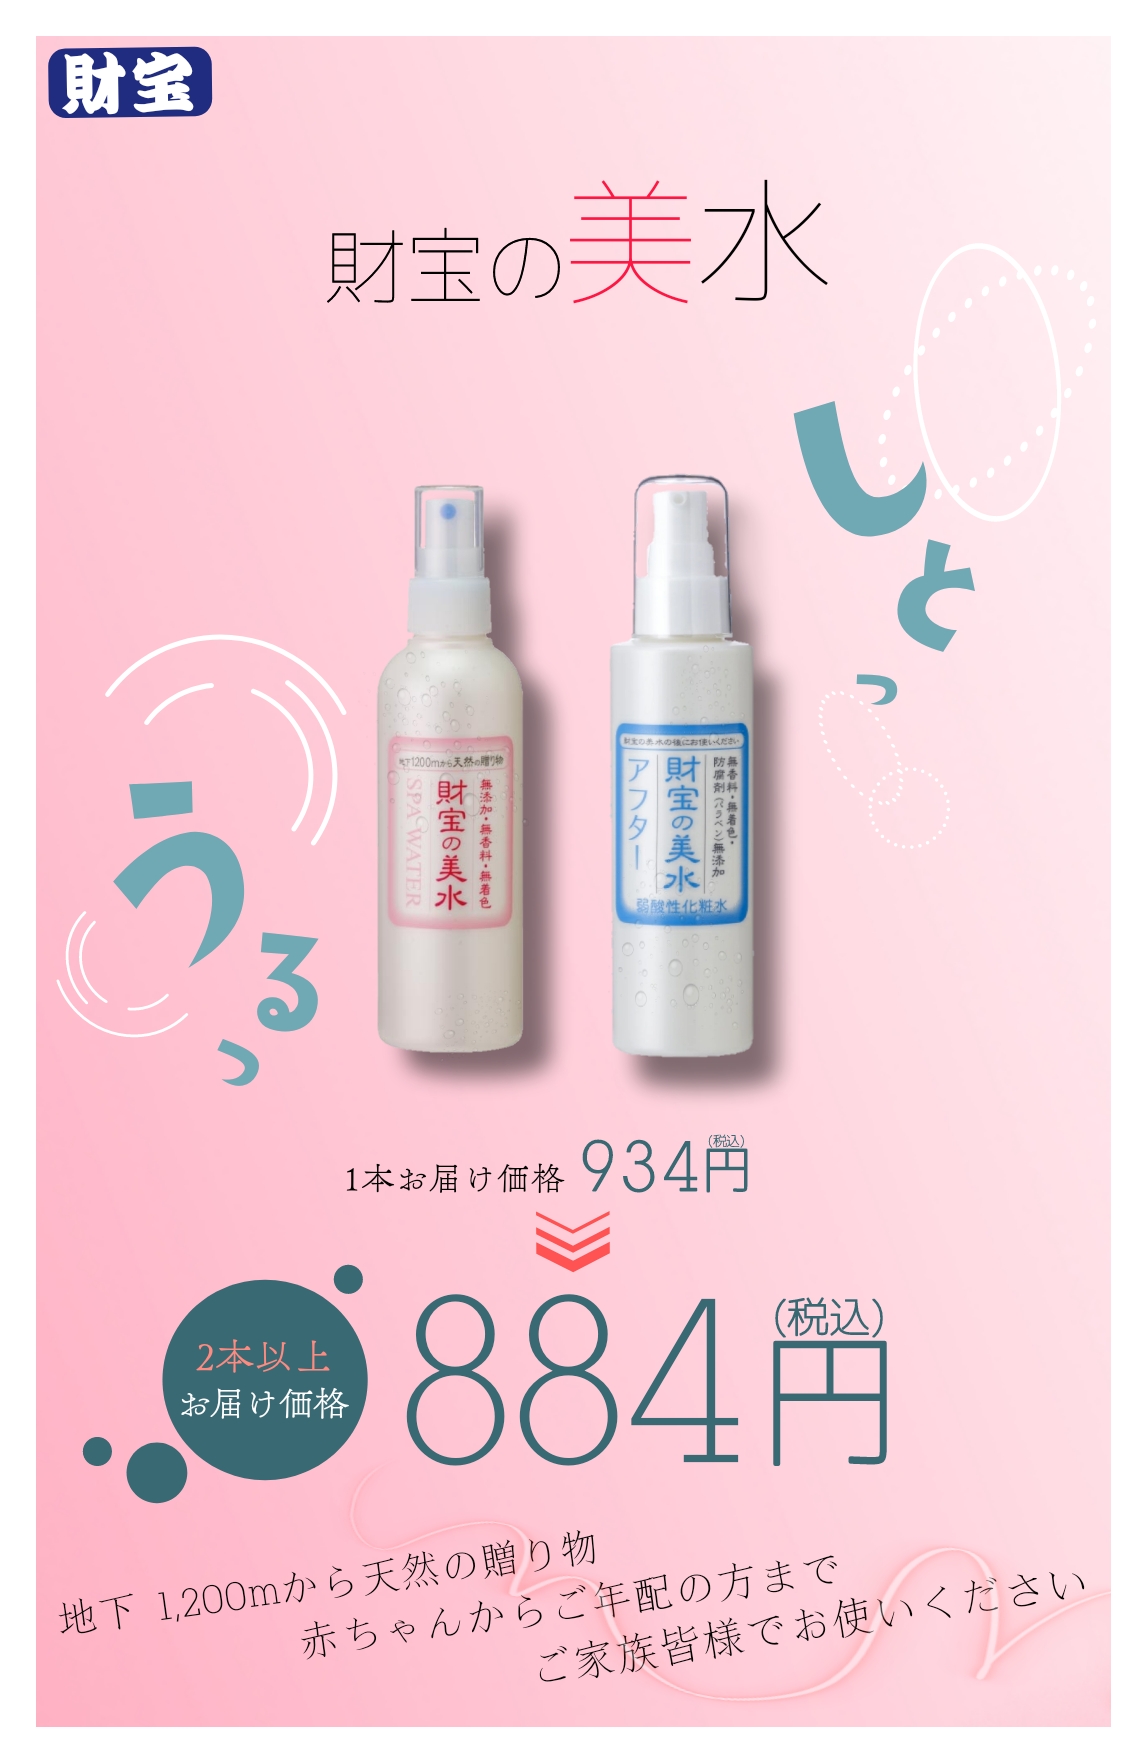 財宝
財宝の美水
しとっ
うるっ
地下1200mから天然の贈り物
無添加・無香料・無着色
財宝の美水
SPA WATER
財宝の美水の後にお使いください
無香料・無着色・
防腐剤(パラベン)無添加
財宝の美水
アフター
弱酸性化粧水
1本お届け価格 934円(税込)
2本以上
お届け価格
884円(税込)
地下 1,200mから天然の贈り物
赤ちゃんからご年配の方まで
ご家族皆様でお使いください